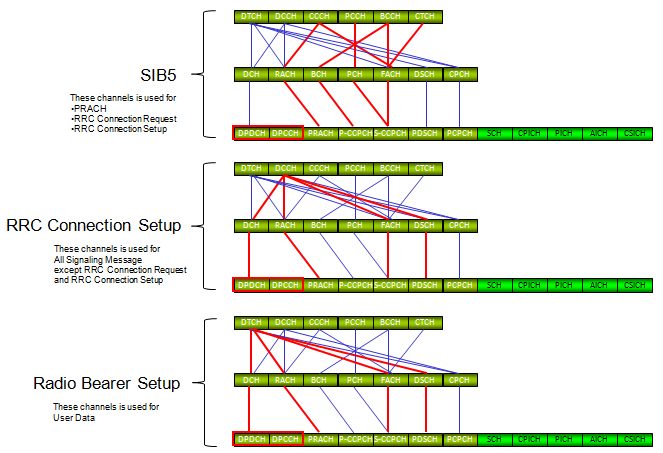 DTCH DCCH CCCH PCCH BCCH CTCH
SIB5
DCH RACH BCH PCH FACH DSCH CPCH
These channels is used for
•PRACH
•RRC Connection Request
•RRC Connection Setup
DPDCH DPCCH PRACH P-CCPCH S-CCPCH PDSCH PCPCH SCH CPICH PICH AICH CSICH
DTCH DCCH CCCH PCCH BCCH CTCH
RRC Connection Setup
DCH RACH BCH PCH FACH DSCH CPCH
These channels is used for
All Signaling Message
except RRC Connection Request
and RRC Connection Setup
DPDCH DPCCH PRACH P-CCPCH S-CCPCH PDSCH PCPCH SCH CPICH PICH AICH CSICH
DTCH DCCH CCCH PCCH BCCH CTCH
Radio Bearer Setup
DCH RACH BCH PCH FACH DSCH CPCH
These channels is used for
User Data
DPDCH DPCCH PRACH P-CCPCH S-CCPCH PDSCH PCPCH SCH CPICH PICH AICH CSICH